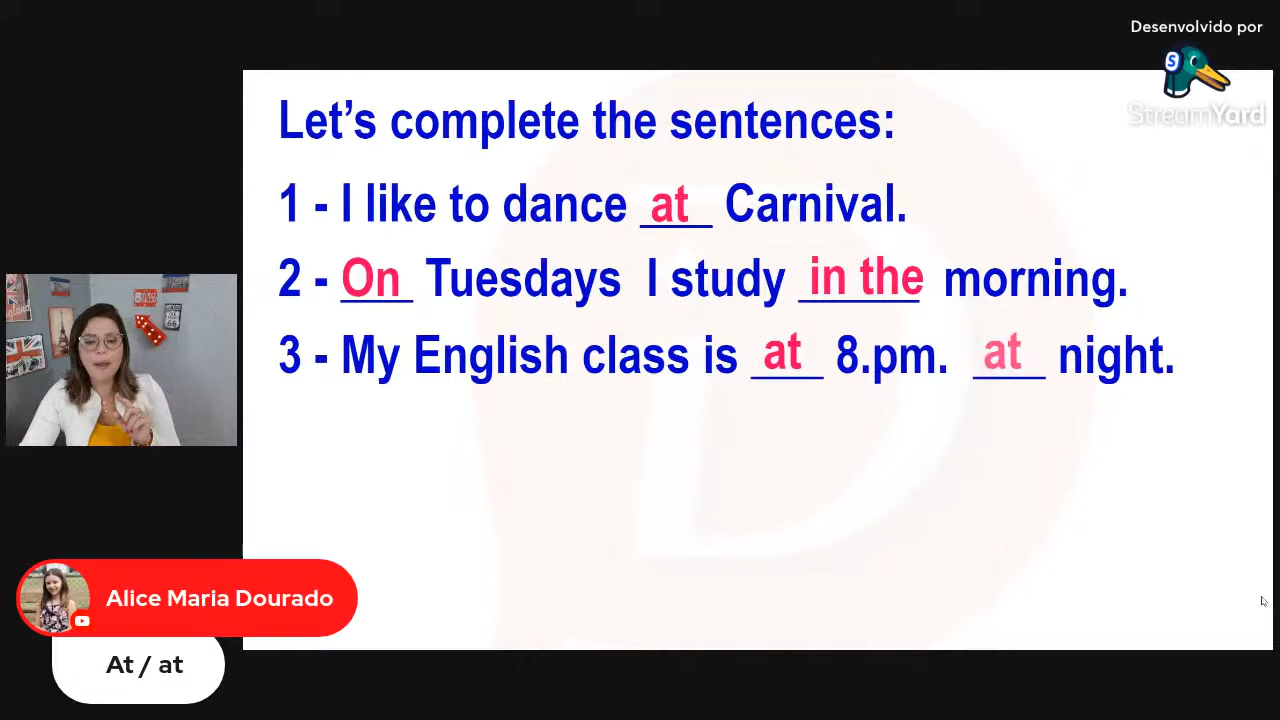 Desenvolvido por
StreamYard
Let's complete the sentences:
1 - I like to dance at Carnival.
2 - On Tuesdays I study in the morning.
3 - My English class is at 8.pm. at night.
Alice Maria Dourado
At / at